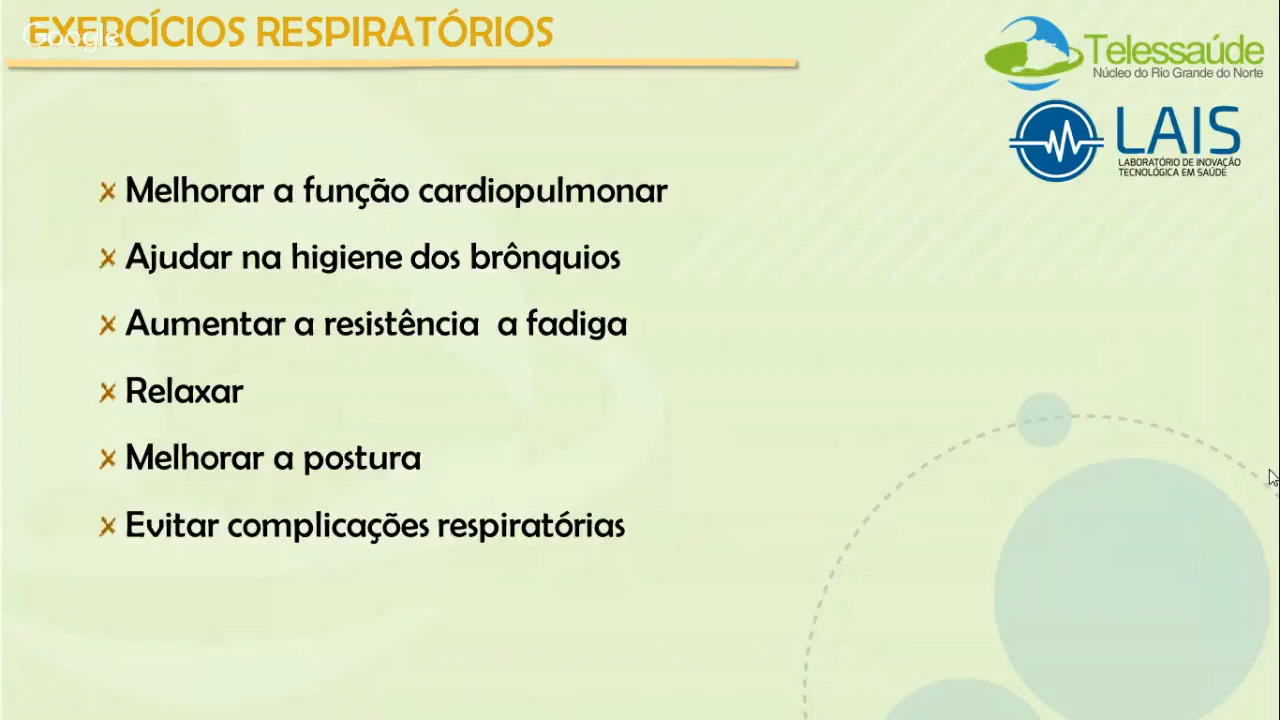 EXERCÍCIOS RESPIRATÓRIOS
Google
Telessaúde
Núcleo do Rio Grande do Norte
LAIS
LABORATÓRIO DE INOVAÇÃO
TECNOLÓGICA EM SAÚDE
Melhorar a função cardiopulmonar
Ajudar na higiene dos brônquios
Aumentar a resistência a fadiga
Relaxar
Melhorar a postura
Evitar complicações respiratórias